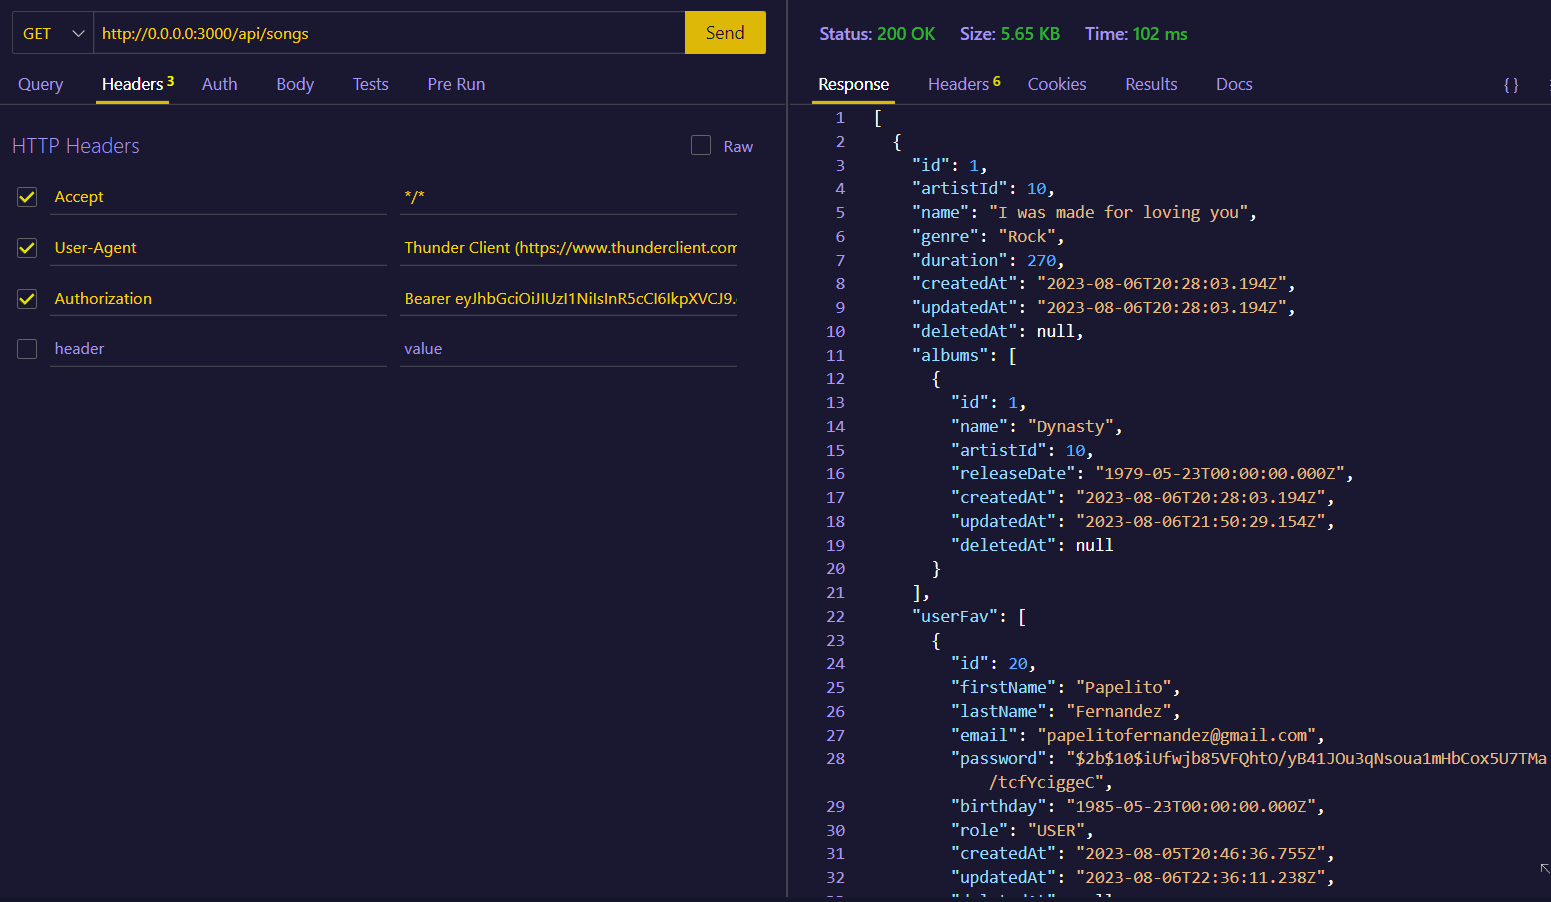 GET http://0.0.0.0:3000/api/songs Send
Query Headers 3 Auth Body Tests Pre Run
HTTP Headers Raw
Accept */*
User-Agent Thunder Client (https://www.thunderclient.com
Authorization Bearer eyJhbGciOiJIUzI1NiIsInR5cCI6IkpXVCJ9.
header value
Status: 200 OK Size: 5.65 KB Time: 102 ms
Response Headers 6 Cookies Results Docs { }
1 [
2 {
3 "id": 1,
4 "artistId": 10,
5 "name": "I was made for loving you",
6 "genre": "Rock",
7 "duration": 270,
8 "createdAt": "2023-08-06T20:28:03.194Z",
9 "updatedAt": "2023-08-06T20:28:03.194Z",
10 "deletedAt": null,
11 "albums": [
12 {
13 "id": 1,
14 "name": "Dynasty",
15 "artistId": 10,
16 "releaseDate": "1979-05-23T00:00:00.000Z",
17 "createdAt": "2023-08-06T20:28:03.194Z",
18 "updatedAt": "2023-08-06T21:50:29.154Z",
19 "deletedAt": null
20 }
21 ],
22 "userFav": [
23 {
24 "id": 20,
25 "firstName": "Papelito",
26 "lastName": "Fernandez",
27 "email": "papelitofernandez@gmail.com",
28 "password": "$2b$10$iUfwjb85VFQhtO/yB41JOu3qNsoua1mHbCox5U7TMa
/tcfYciggeC",
29 "birthday": "1985-05-23T00:00:00.000Z",
30 "role": "USER",
31 "createdAt": "2023-08-05T20:46:36.755Z",
32 "updatedAt": "2023-08-06T22:36:11.238Z",